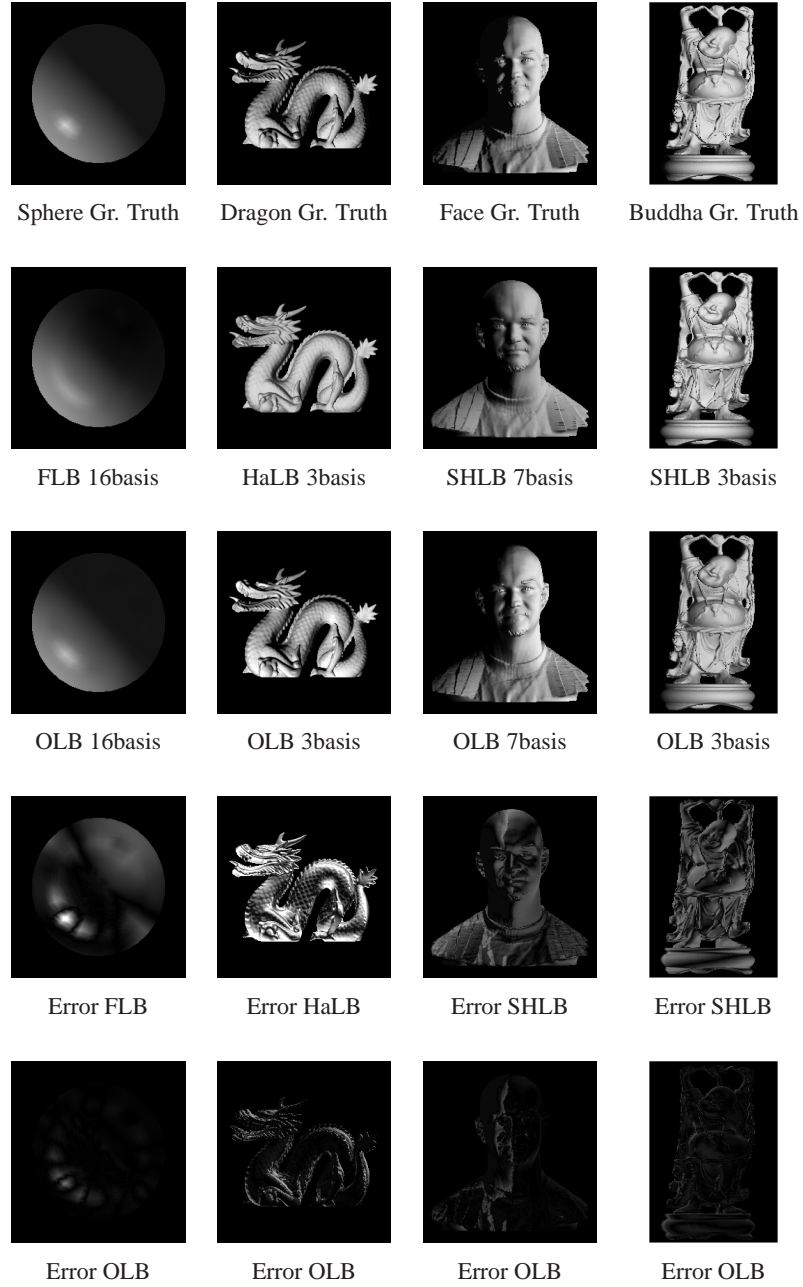 Sphere Gr. Truth
Dragon Gr. Truth
Face Gr. Truth
Buddha Gr. Truth
FLB 16basis
HaLB 3basis
SHLB 7basis
SHLB 3basis
OLB 16basis
OLB 3basis
OLB 7basis
OLB 3basis
Error FLB
Error HaLB
Error SHLB
Error SHLB
Error OLB
Error OLB
Error OLB
Error OLB